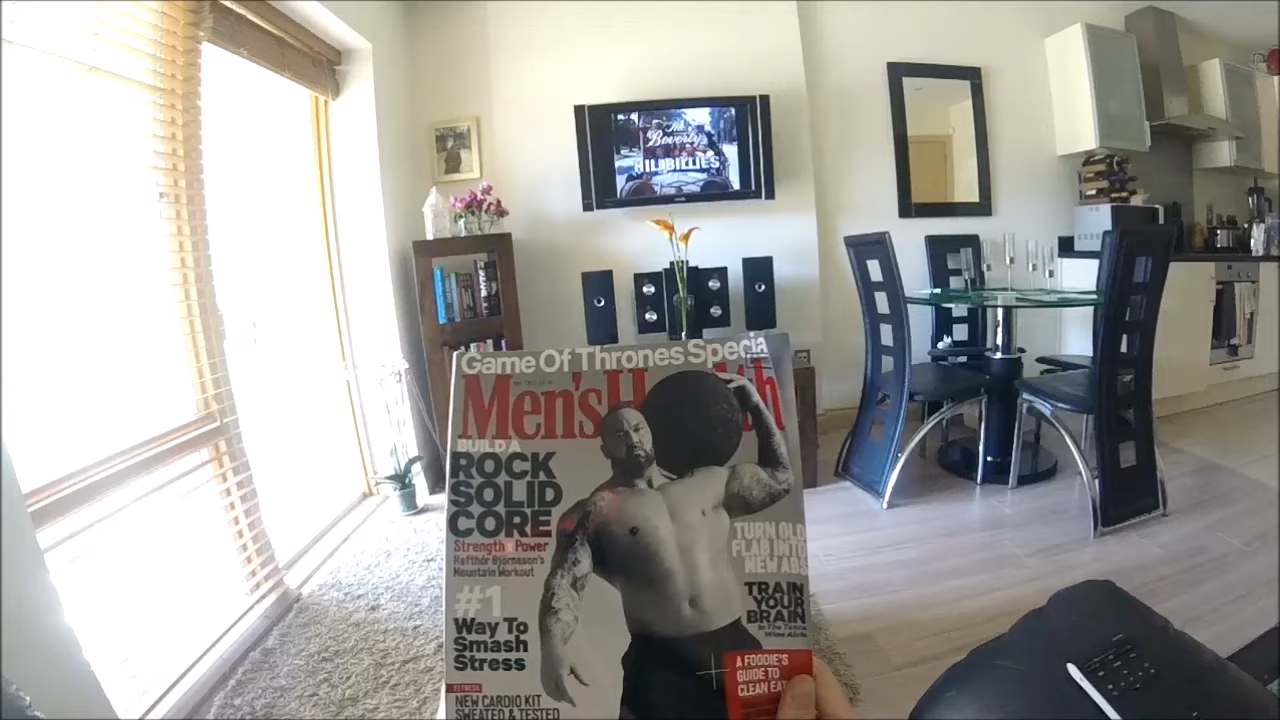 The
Beverly
HILLBILLIES
Game Of Thrones Specia
Men's H lth
BUILD A
ROCK
SOLID
CORE
Strength Power
Hafthór Björnsson's
Mountain Workout
#1
Way To
Smash
Stress
FITNESS
NEW CARDIO KIT
SWEATED & TESTED
TURN OLD
FLAB INTO
NEW ABS
TRAIN
YOUR
BRAIN
A FOODIE'S
GUIDE TO
CLEAN EAT